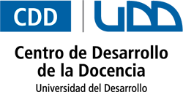 CDD UDD
Centro de Desarrollo
de la Docencia
Universidad del Desarrollo